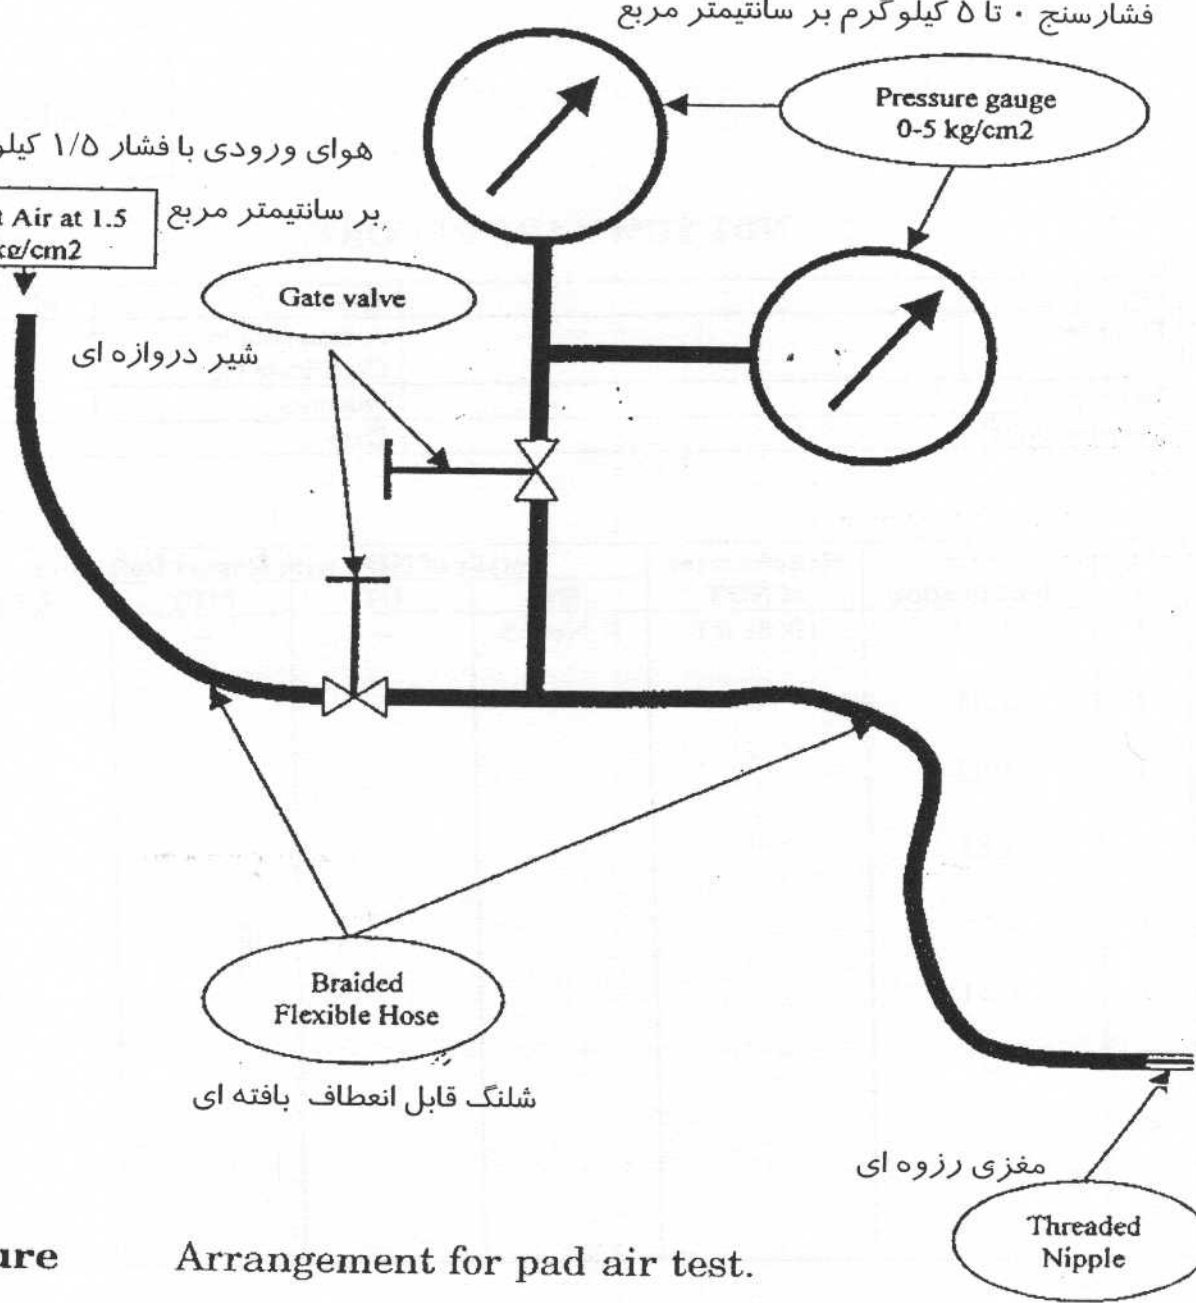 فشارسنج ۰ تا ۵ کیلوگرم بر سانتیمتر مربع
Pressure gauge
0-5 kg/cm2
هوای ورودی با فشار ۱/۵ کیلو
بر سانتیمتر مربع
t Air at 1.5
kg/cm2
Gate valve
شیر دروازه ای
Braided
Flexible Hose
شلنگ قابل انعطاف بافته ای
مغزی رزوه ای
Threaded
Nipple
ure Arrangement for pad air test.